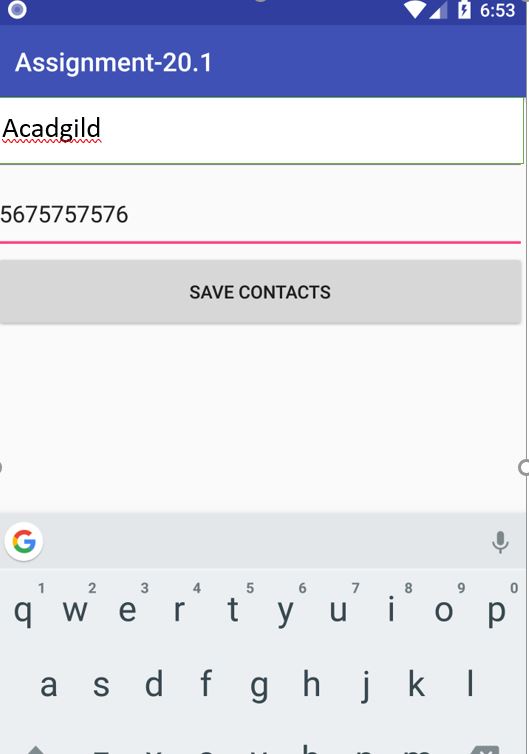 6:53
Assignment-20.1
Acadgild
5675757576
SAVE CONTACTS
1 2 3 4 5 6 7 8 9 0
q w e r t y u i o p
a s d f g h j k l